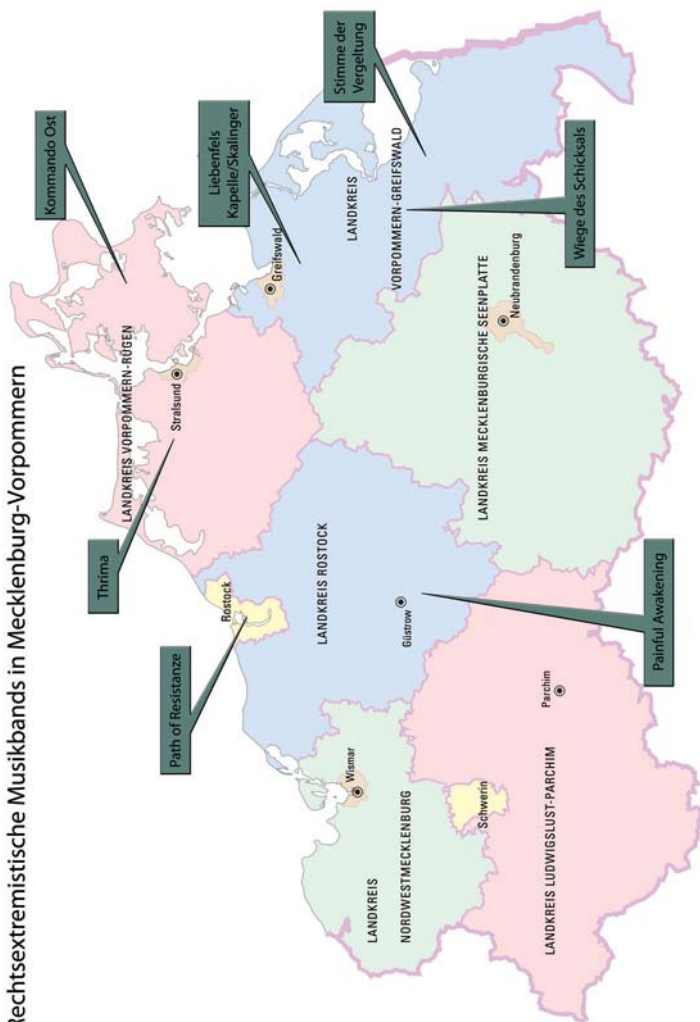 Rechtsextremistische Musikbands in Mecklenburg-Vorpommern
Kommando Ost
Thrima
LANDKREIS VORPOMMERN-RÜGEN
Stralsund
Path of Resistanze
Rostock
Liebenfels
Kapelle/Skalinger
Stimme der
Vergeltung
Greifswald
LANDKREIS
VORPOMMERN-GREIFSWALD
Wismar
LANDKREIS
NORDWESTMECKLENBURG
LANDKREIS ROSTOCK
Güstrow
LANDKREIS MECKLENBURGISCHE SEENPLATTE
Neubrandenburg
Schwerin
Parchim
LANDKREIS LUDWIGSLUST-PARCHIM
Painful Awakening
Wiege des Schicksals